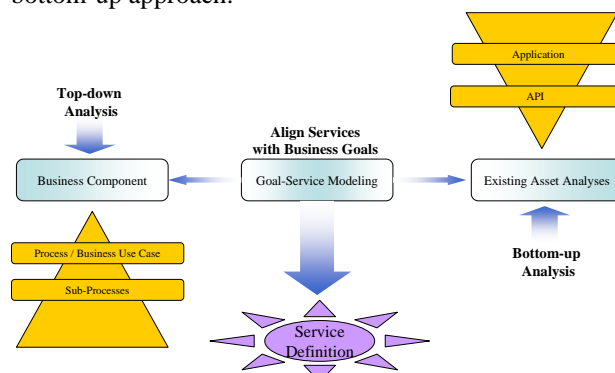 bottom-up approach.
Application
API
Top-down
Analysis
Align Services
with Business Goals
Business Component
Goal-Service Modeling
Existing Asset Analyses
Process / Business Use Case
Sub-Processes
Bottom-up
Analysis
Service
Definition